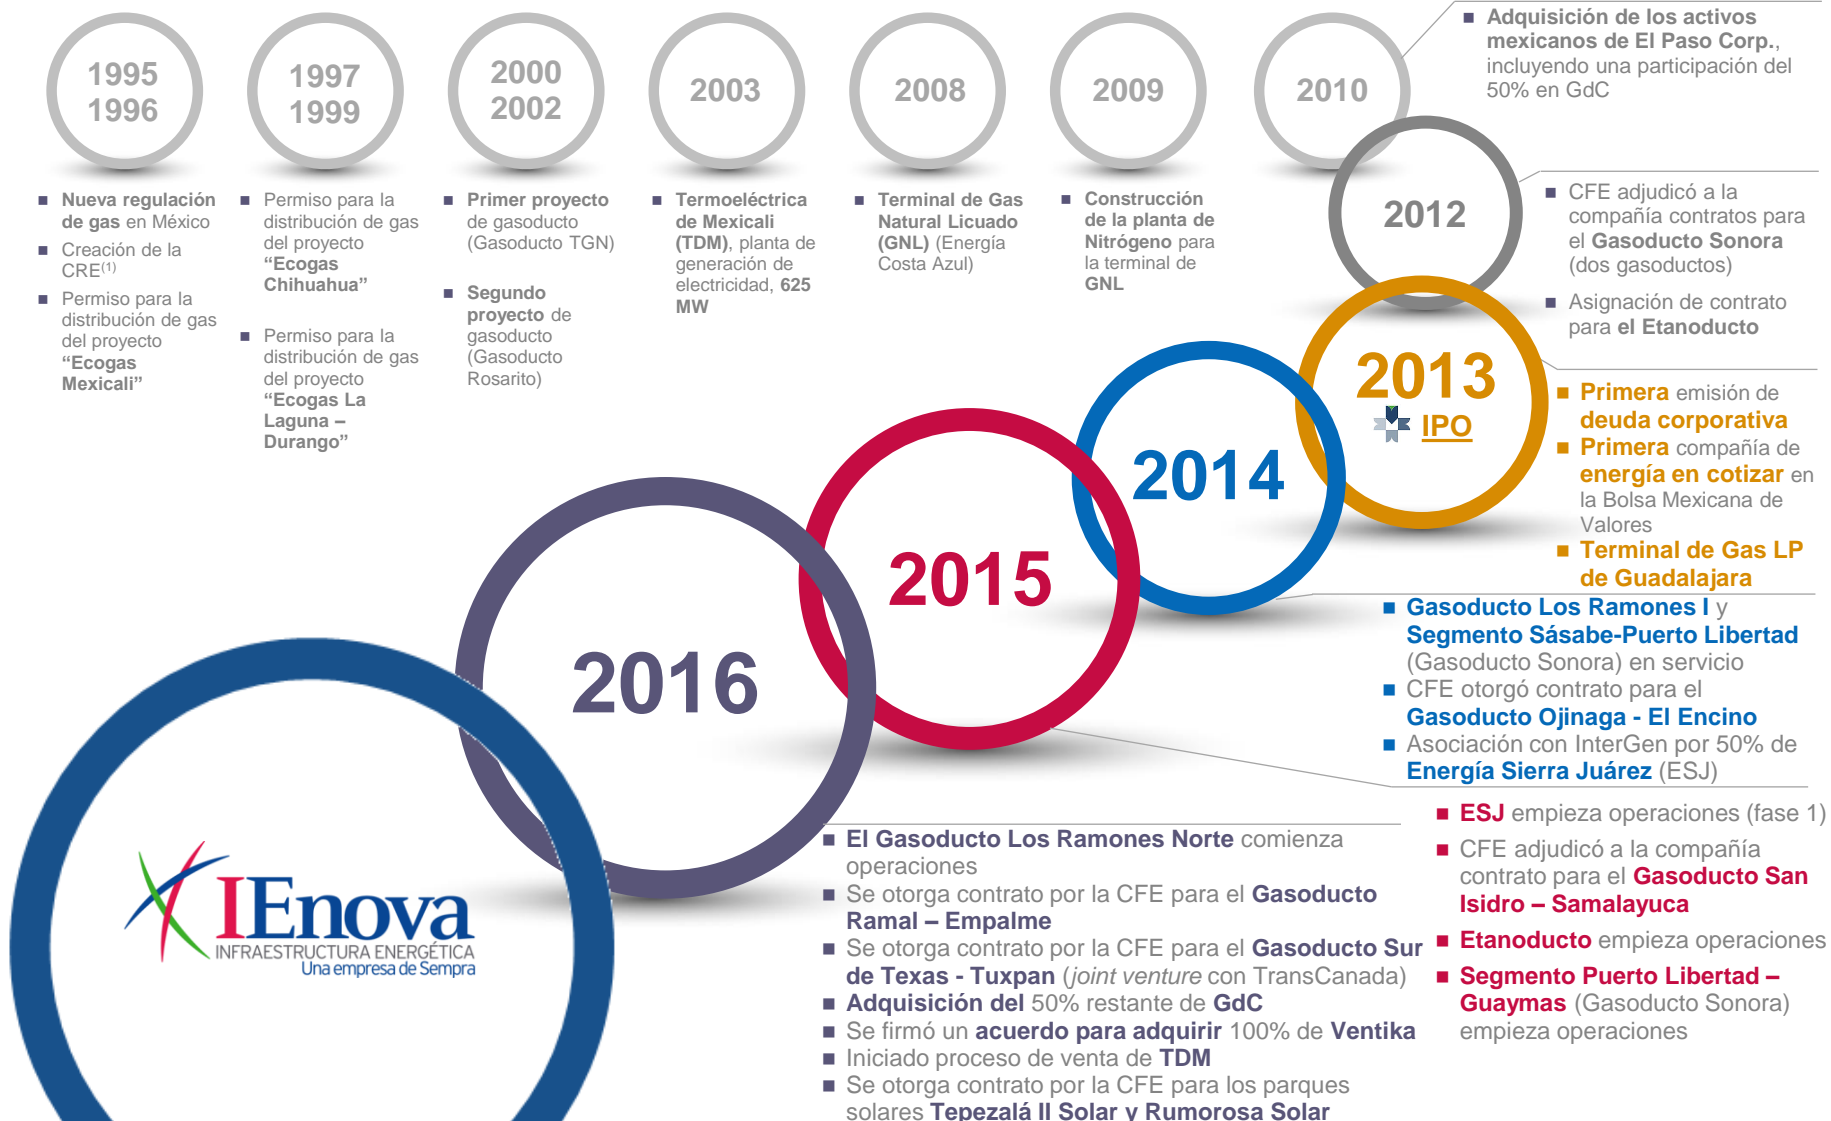 1995
1996
Nueva regulación
de gas en México
Creación de la
CRE(1)
Permiso para la
distribución de gas
del proyecto
“Ecogas
Mexicali”
1997
1999
Permiso para la
distribución de gas
del proyecto
“Ecogas
Chihuahua”
Permiso para la
distribución de gas
del proyecto
“Ecogas La
Laguna –
Durango”
2000
2002
Primer proyecto
de gasoducto
(Gasoducto TGN)
Segundo
proyecto de
gasoducto
(Gasoducto
Rosarito)
2003
Termoeléctrica
de Mexicali
(TDM), planta de
generación de
electricidad, 625
MW
2008
Terminal de Gas
Natural Licuado
(GNL) (Energía
Costa Azul)
2009
Construcción
de la planta de
Nitrógeno para
la terminal de
GNL
2010
Adquisición de los activos
mexicanos de El Paso Corp.,
incluyendo una participación del
50% en GdC
2012
CFE adjudicó a la
compañía contratos para
el Gasoducto Sonora
(dos gasoductos)
Asignación de contrato
para el Etanoducto
2013
IPO
Primera emisión de
deuda corporativa
Primera compañía de
energía en cotizar en
la Bolsa Mexicana de
Valores
Terminal de Gas LP
de Guadalajara
2014
Gasoducto Los Ramones I y
Segmento Sásabe-Puerto Libertad
(Gasoducto Sonora) en servicio
CFE otorgó contrato para el
Gasoducto Ojinaga - El Encino
Asociación con InterGen por 50% de
Energía Sierra Juárez (ESJ)
2015
ESJ empieza operaciones (fase 1)
CFE adjudicó a la compañía
contrato para el Gasoducto San
Isidro – Samalayuca
Etanoducto empieza operaciones
Segmento Puerto Libertad –
Guaymas (Gasoducto Sonora)
empieza operaciones
2016
El Gasoducto Los Ramones Norte comienza
operaciones
Se otorga contrato por la CFE para el Gasoducto
Ramal – Empalme
Se otorga contrato por la CFE para el Gasoducto Sur
de Texas - Tuxpan (joint venture con TransCanada)
Adquisición del 50% restante de GdC
Se firmó un acuerdo para adquirir 100% de Ventika
Iniciado proceso de venta de TDM
Se otorga contrato por la CFE para los parques
solares Tepezalá II Solar y Rumorosa Solar
IEnova
INFRAESTRUCTURA ENERGÉTICA
Una empresa de Sempra